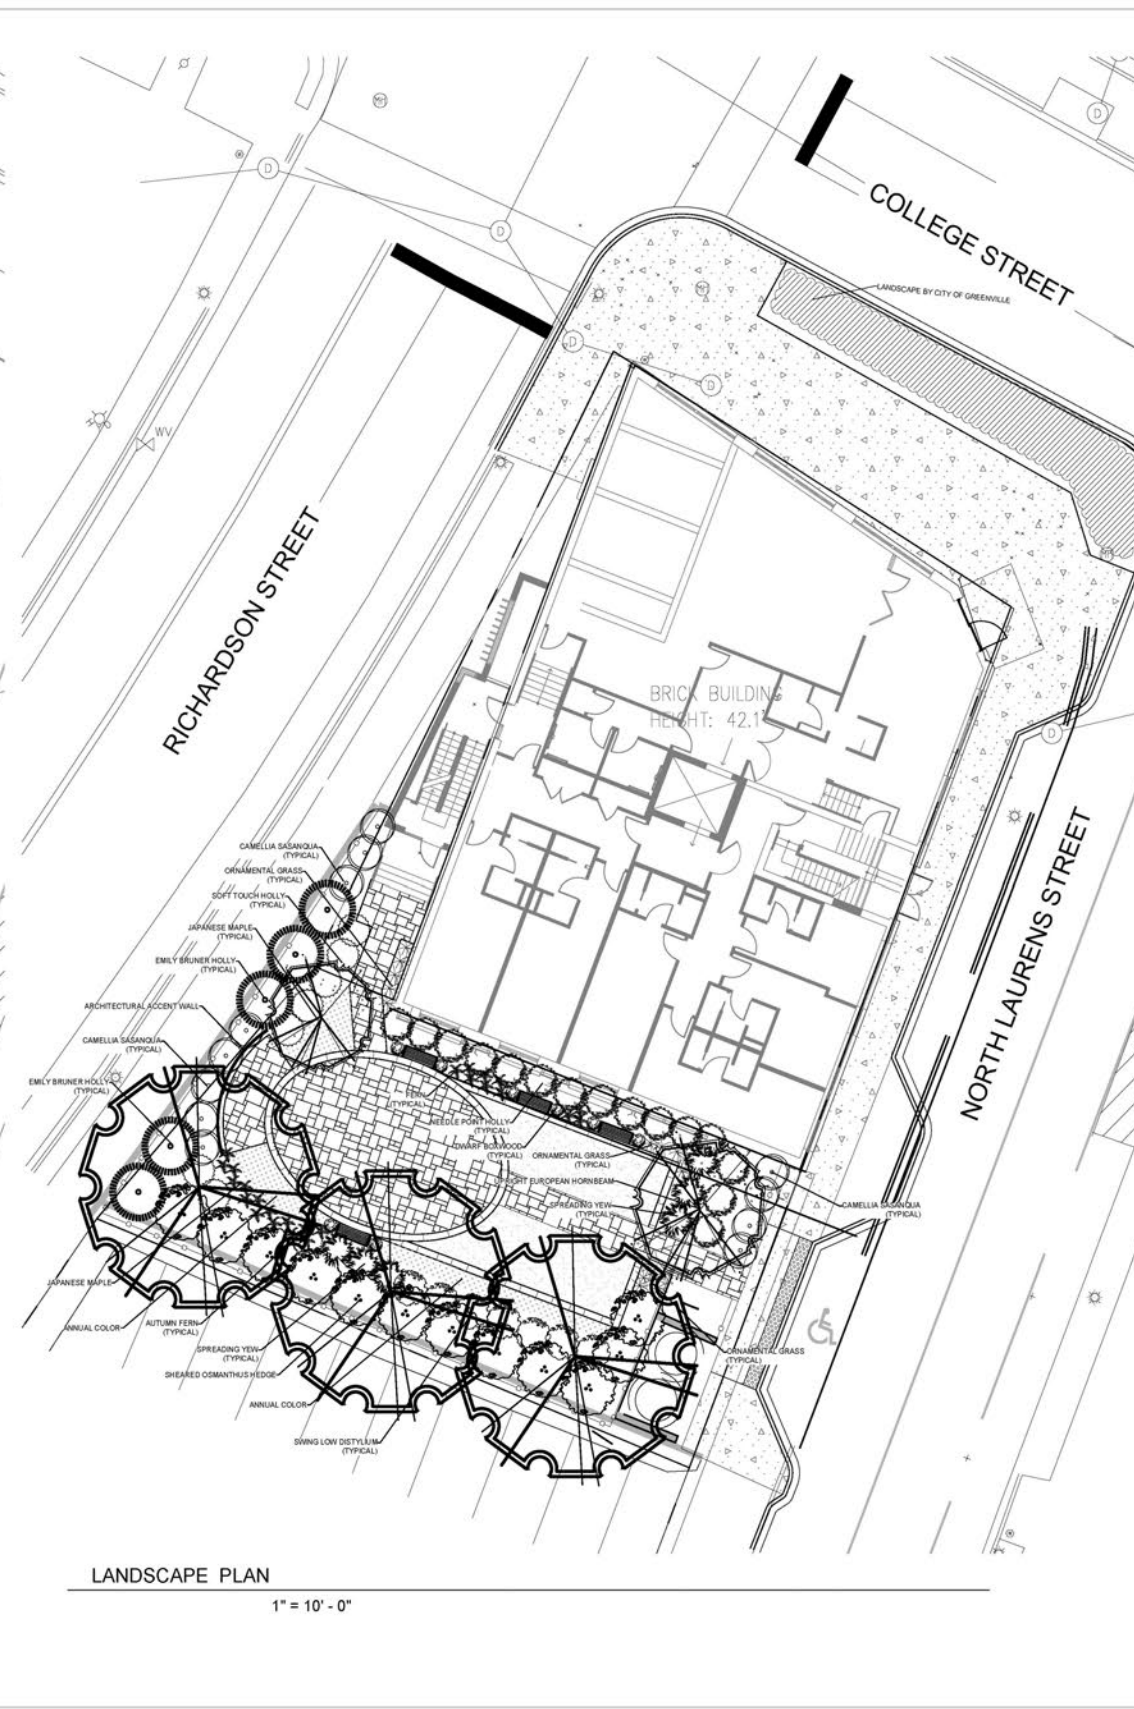 D
COLLEGE STREET
LANDSCAPE BY CITY OF GREENVILLE
D
D
D
D
WV
RICHARDSON STREET
BRICK BUILDING
HEIGHT: 42.1'
D
NORTH LAURENS STREET
CAMELLIA SASANQUA
(TYPICAL)
ORNAMENTAL GRASS
(TYPICAL)
SOFT TOUCH HOLLY
(TYPICAL)
JAPANESE MAPLE
(TYPICAL)
EMILY BRUNER HOLLY
(TYPICAL)
ARCHITECTURAL ACCENT WALL
CAMELLIA SASANQUA
(TYPICAL)
EMILY BRUNER HOLLY
(TYPICAL)
FERN
(TYPICAL)
NEEDLE POINT HOLLY
(TYPICAL)
DWARF BOXWOOD
(TYPICAL)
ORNAMENTAL GRASS
(TYPICAL)
UPRIGHT EUROPEAN HORNBEAM
SPREADING YEW
(TYPICAL)
CAMELLIA SASANQUA
(TYPICAL)
JAPANESE MAPLE
ANNUAL COLOR
AUTUMN FERN
(TYPICAL)
SPREADING YEW
(TYPICAL)
SHEARED OSMANTHUS HEDGE
ANNUAL COLOR
SWING LOW DISTYLIUM
(TYPICAL)
ORNAMENTAL GRASS
(TYPICAL)
LANDSCAPE PLAN
1" = 10' - 0"